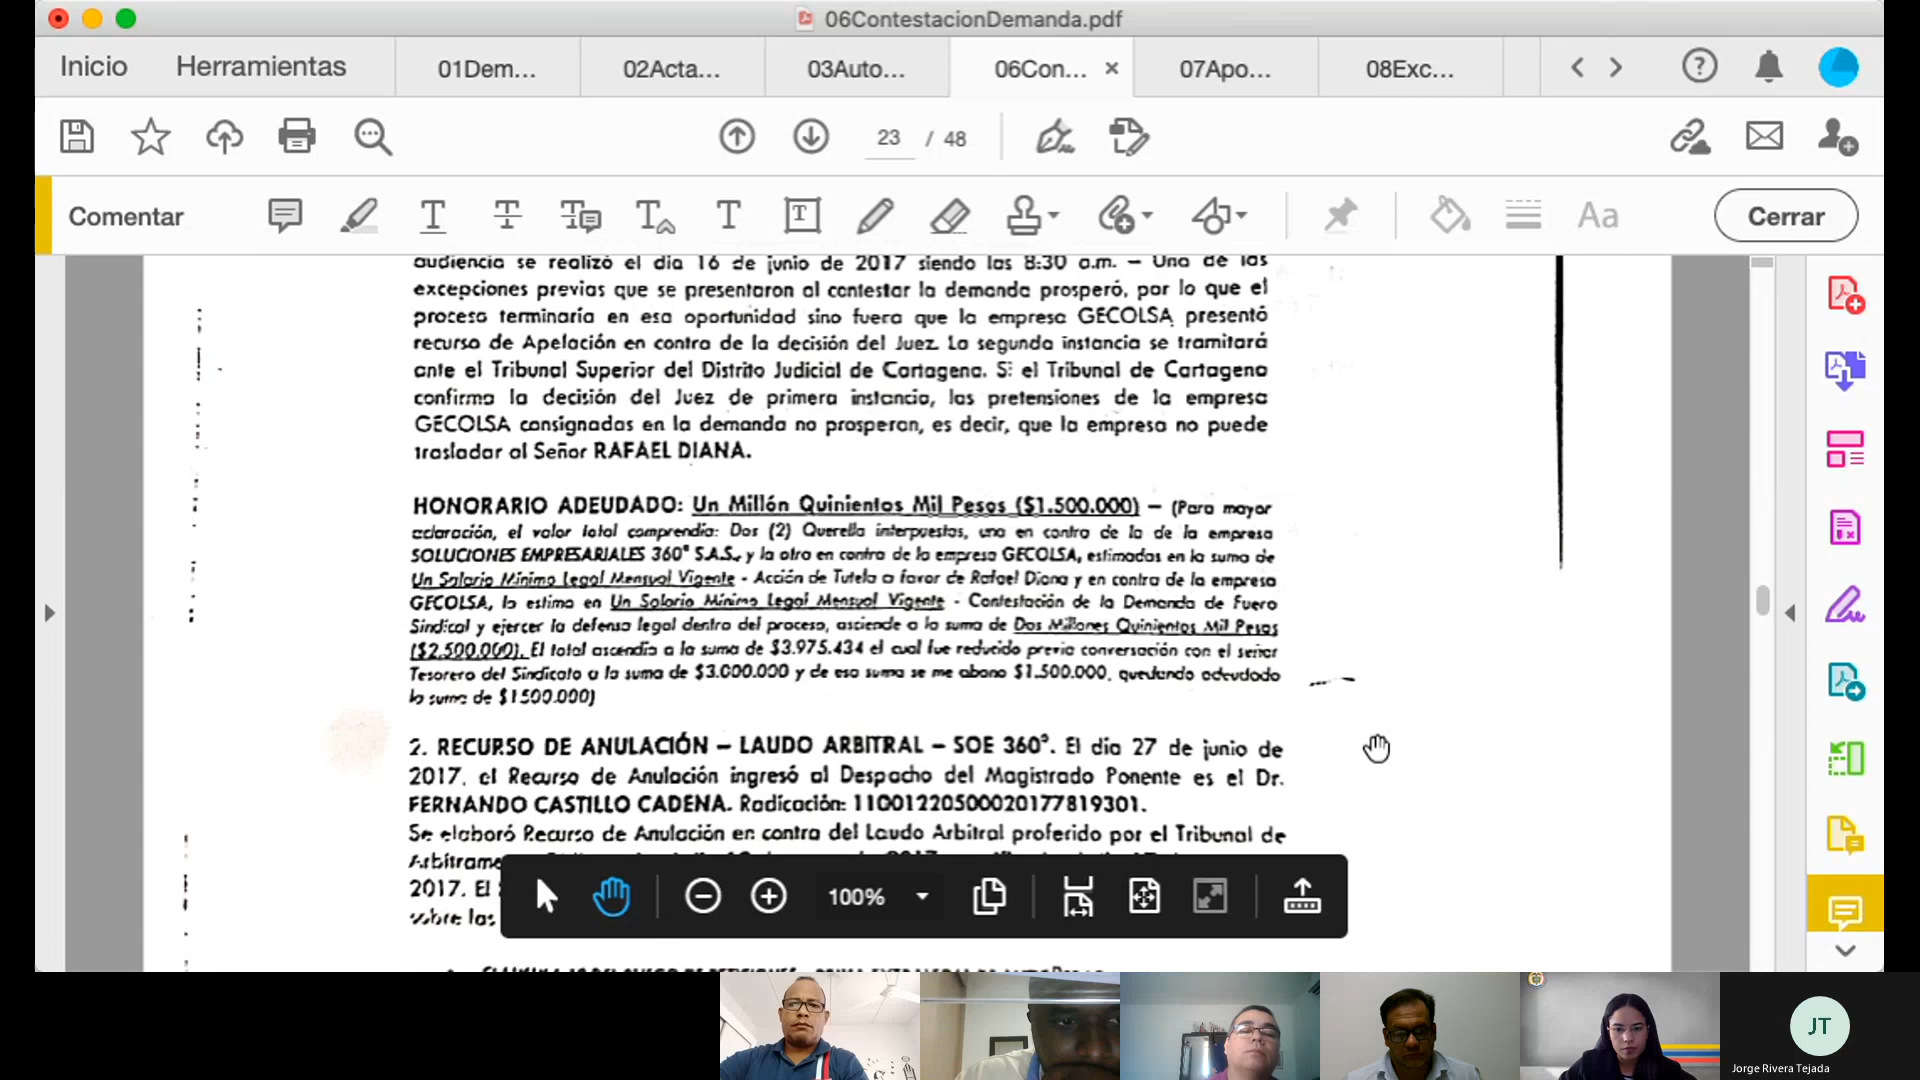 06ContestacionDemanda.pdf
Inicio Herramientas 01Dem... 02Acta... 03Auto... 06Con... 07Apo... 08Exc...
23 / 48
Comentar Aa Cerrar
audiencia se realizó el día 16 de junio de 2017 siendo las 8:30 a.m. – Una de las
excepciones previas que se presentaron al contestar la demanda prosperó, por lo que el
proceso terminaría en esa oportunidad sino fuera que la empresa GECOLSA presentó
recurso de Apelación en contra de la decisión del Juez. La segunda instancia se tramitará
ante el Tribunal Superior del Distrito Judicial de Cartagena. Si el Tribunal de Cartagena
confirma la decisión del Juez de primera instancia, las pretensiones de la empresa
GECOLSA consignadas en la demanda no prosperan, es decir, que la empresa no puede
trasladar al Señor RAFAEL DIANA.
HONORARIO ADEUDADO: Un Millón Quinientos Mil Pesos ($1.500.000) – (Para mayor
aclaración, el valor total comprendía: Dos (2) Querella interpuestas, una en contra de la de la empresa
SOLUCIONES EMPRESARIALES 360° S.A.S., y la otra en contra de la empresa GECOLSA, estimadas en la suma de
Un Salario Mínimo Legal Mensual Vigente - Acción de Tutela a favor de Rafael Diana y en contra de la empresa
GECOLSA, la estima en Un Salario Mínimo Legal Mensual Vigente - Contestación de la Demanda de Fuero
Sindical y ejercer la defensa legal dentro del proceso, asciende a la suma de Dos Millones Quinientos Mil Pesos
($2.500.000). El total ascendía a la suma de $3.975.434 el cual fue reducido previa conversación con el señor
Tesorero del Sindicato a la suma de $3.000.000 y de esa suma se me abono $1.500.000, quedando adeudado
la suma de $1500.000)
2. RECURSO DE ANULACIÓN – LAUDO ARBITRAL – SOE 360°. El día 27 de junio de
2017, el Recurso de Anulación ingresó al Despacho del Magistrado Ponente es el Dr.
FERNANDO CASTILLO CADENA. Radicación: 11001220500020177819301.
Se elaboró Recurso de Anulación en contra del Laudo Arbitral proferido por el Tribunal de
Arbitrame
2017. El
sobre las
100%
JT
Jorge Rivera Tejada